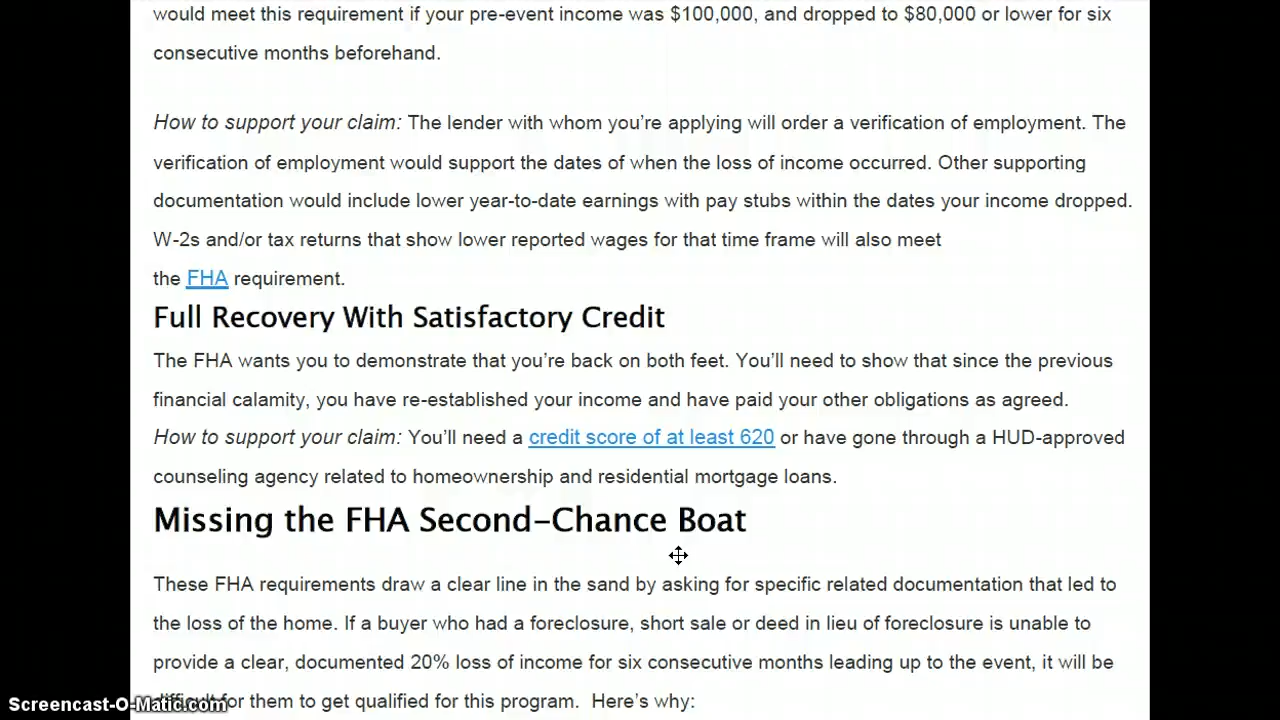 would meet this requirement if your pre-event income was $100,000, and dropped to $80,000 or lower for six
consecutive months beforehand.
How to support your claim: The lender with whom you're applying will order a verification of employment. The
verification of employment would support the dates of when the loss of income occurred. Other supporting
documentation would include lower year-to-date earnings with pay stubs within the dates your income dropped.
W-2s and/or tax returns that show lower reported wages for that time frame will also meet
the FHA requirement.
Full Recovery With Satisfactory Credit
The FHA wants you to demonstrate that you're back on both feet. You'll need to show that since the previous
financial calamity, you have re-established your income and have paid your other obligations as agreed.
How to support your claim: You'll need a credit score of at least 620 or have gone through a HUD-approved
counseling agency related to homeownership and residential mortgage loans.
Missing the FHA Second-Chance Boat
These FHA requirements draw a clear line in the sand by asking for specific related documentation that led to
the loss of the home. If a buyer who had a foreclosure, short sale or deed in lieu of foreclosure is unable to
provide a clear, documented 20% loss of income for six consecutive months leading up to the event, it will be
for them to get qualified for this program.  Here's why:
Screencast-O-Matic.com